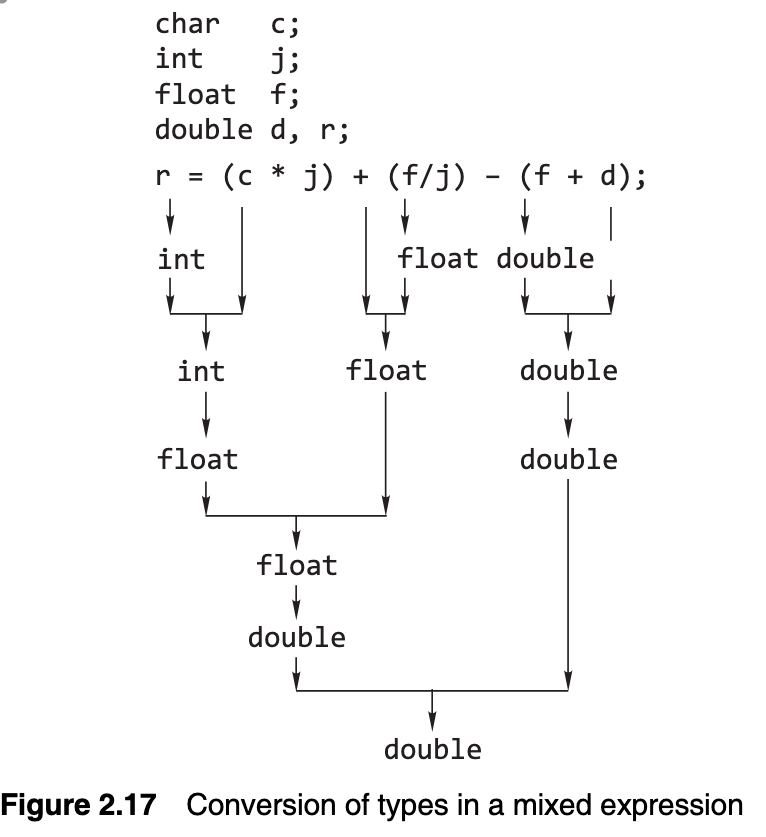 char c;
int j;
float f;
double d, r;
r = (c * j) + (f/j) − (f + d);
int float double
int float double
float double
float
double
double
Figure 2.17 Conversion of types in a mixed expression